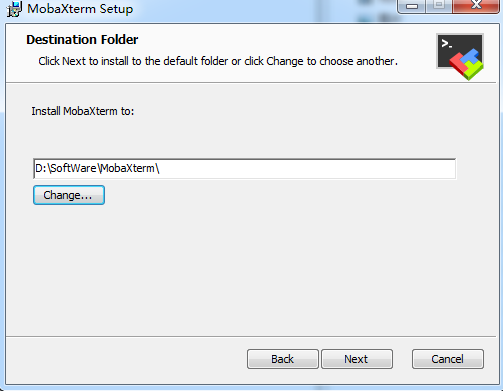 MobaXterm Setup
Destination Folder
Click Next to install to the default folder or click Change to choose another.
>_
Install MobaXterm to:
D:\SoftWare\MobaXterm\
Change...
Back
Next
Cancel